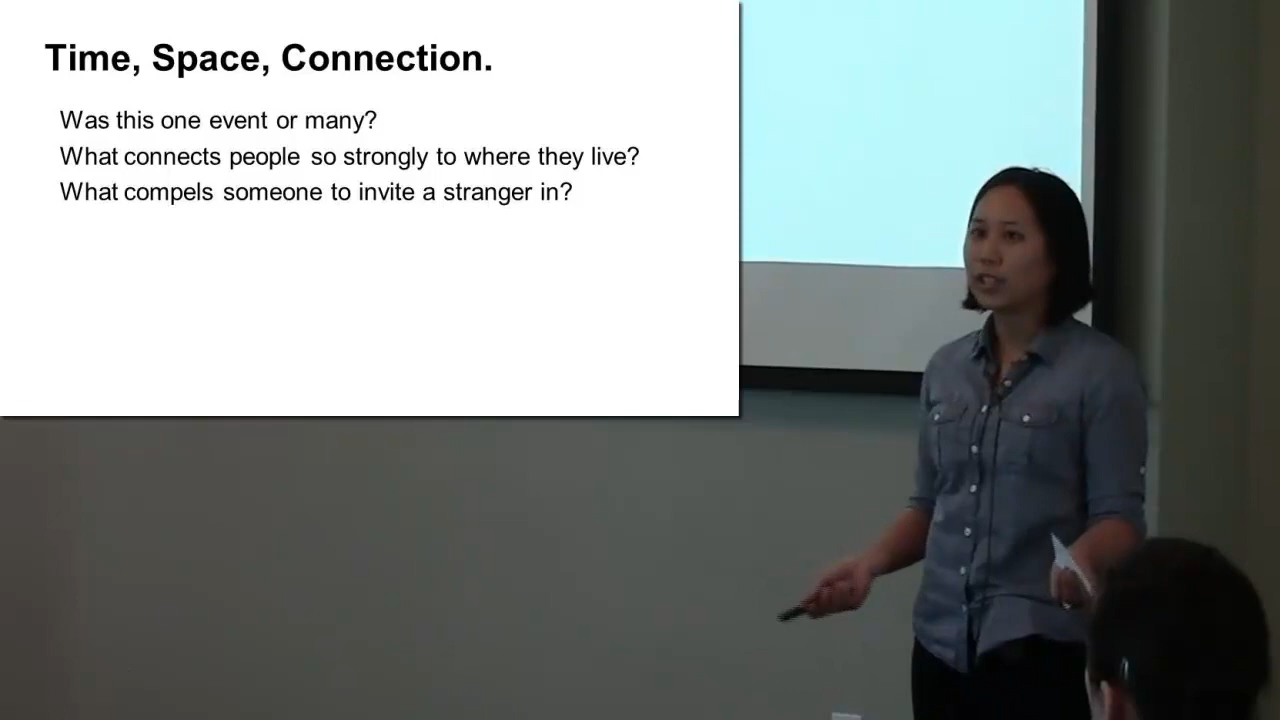 Time, Space, Connection.
Was this one event or many?
What connects people so strongly to where they live?
What compels someone to invite a stranger in?